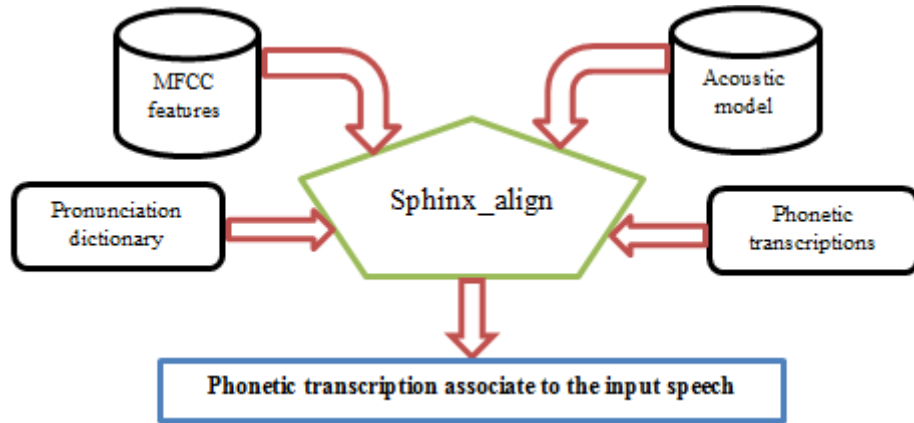 MFCC
features
Acoustic
model
Sphinx_align
Pronunciation
dictionary
Phonetic
transcriptions
Phonetic transcription associate to the input speech